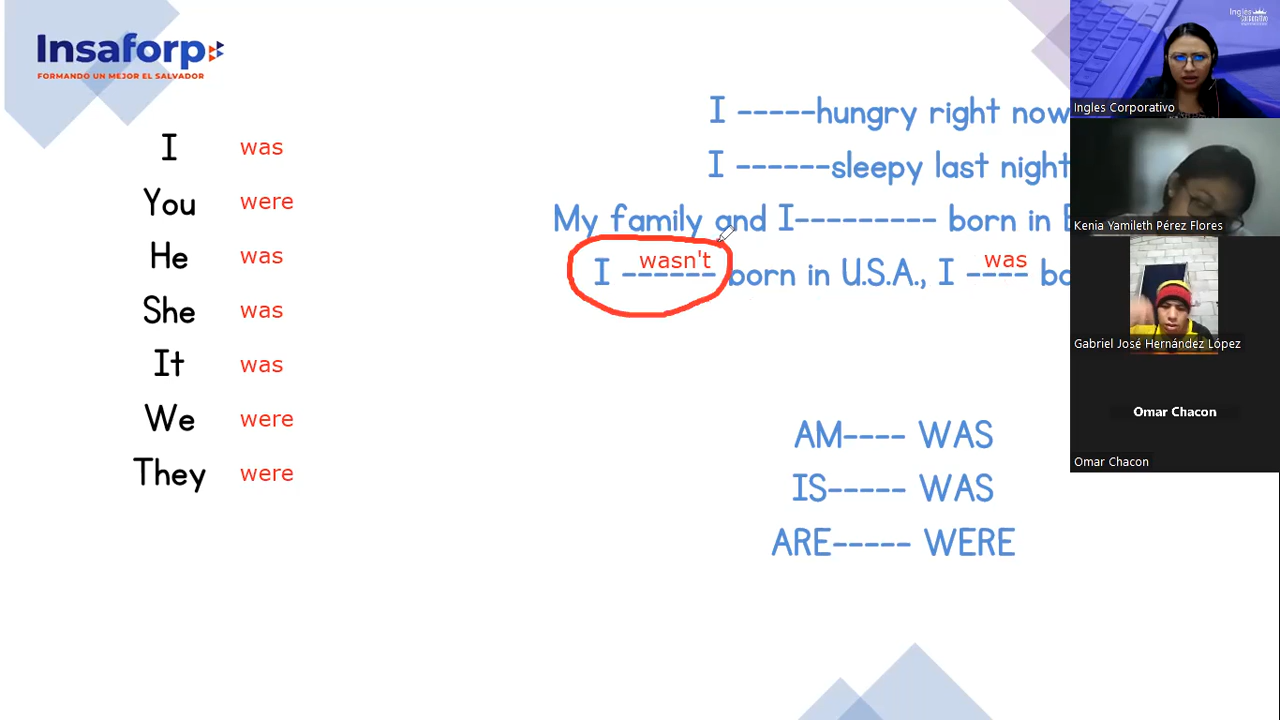 Insaforp
FORMANDO UN MEJOR EL SALVADOR
I was
You were
He was
She was
It was
We were
They were
I -----hungry right now
I ------sleepy last night
My family and I--------- born in
wasn't was
I ------ born in U.S.A., I ----
AM---- WAS
IS----- WAS
ARE----- WERE
Ingles
Ingles Corporativo
Kenia Yamileth Pérez Flores
Gabriel José Hernández López
Omar Chacon
Omar Chacon